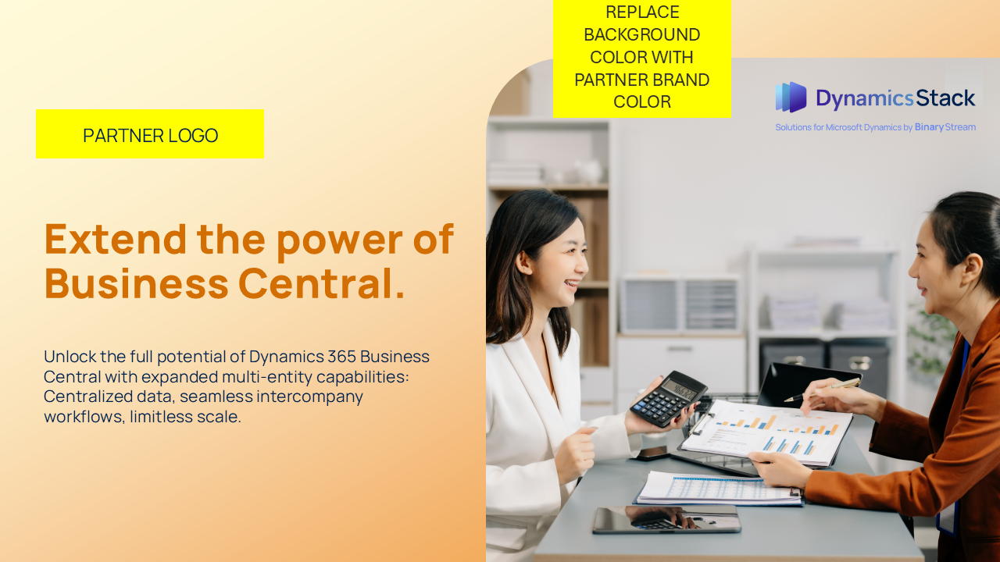 REPLACE
BACKGROUND
COLOR WITH
PARTNER BRAND
COLOR
DynamicsStack
Solutions for Microsoft Dynamics by BinaryStream
PARTNER LOGO
Extend the power of
Business Central.
Unlock the full potential of Dynamics 365 Business
Central with expanded multi-entity capabilities:
Centralized data, seamless intercompany
workflows, limitless scale.